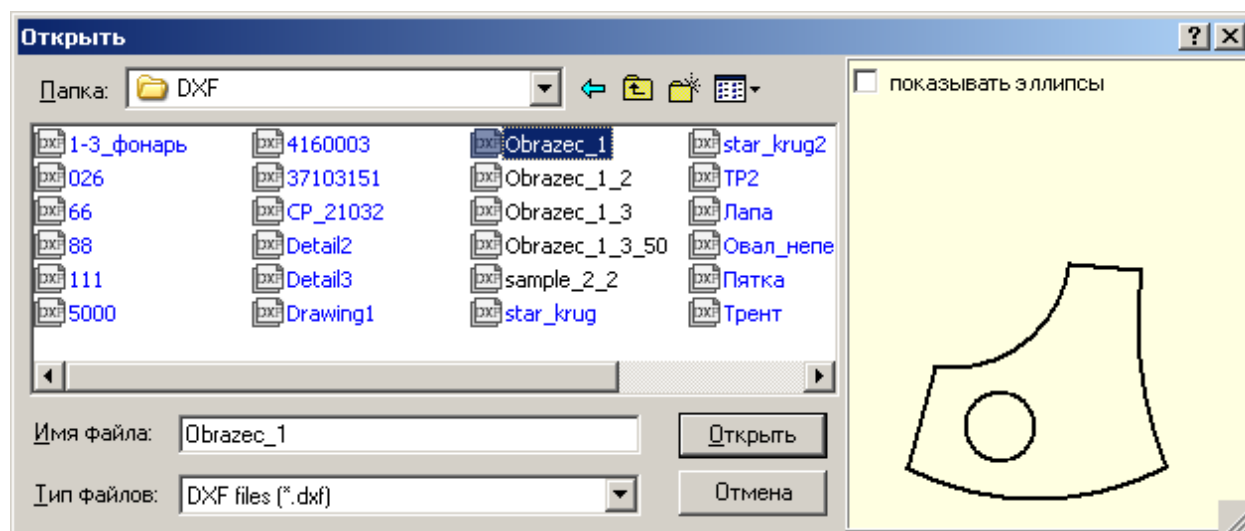 Открыть
Папка: DXF
показывать эллипсы
1-3_фонарь 4160003 Obrazec_1 star_krug2
026 37103151 Obrazec_1_2 TP2
66 CP_21032 Obrazec_1_3 Лапа
88 Detail2 Obrazec_1_3_50 Овал_непе
111 Detail3 sample_2_2 Пятка
5000 Drawing1 star_krug Трент
Имя файла: Obrazec_1 Открыть
Тип файлов: DXF files (*.dxf) Отмена